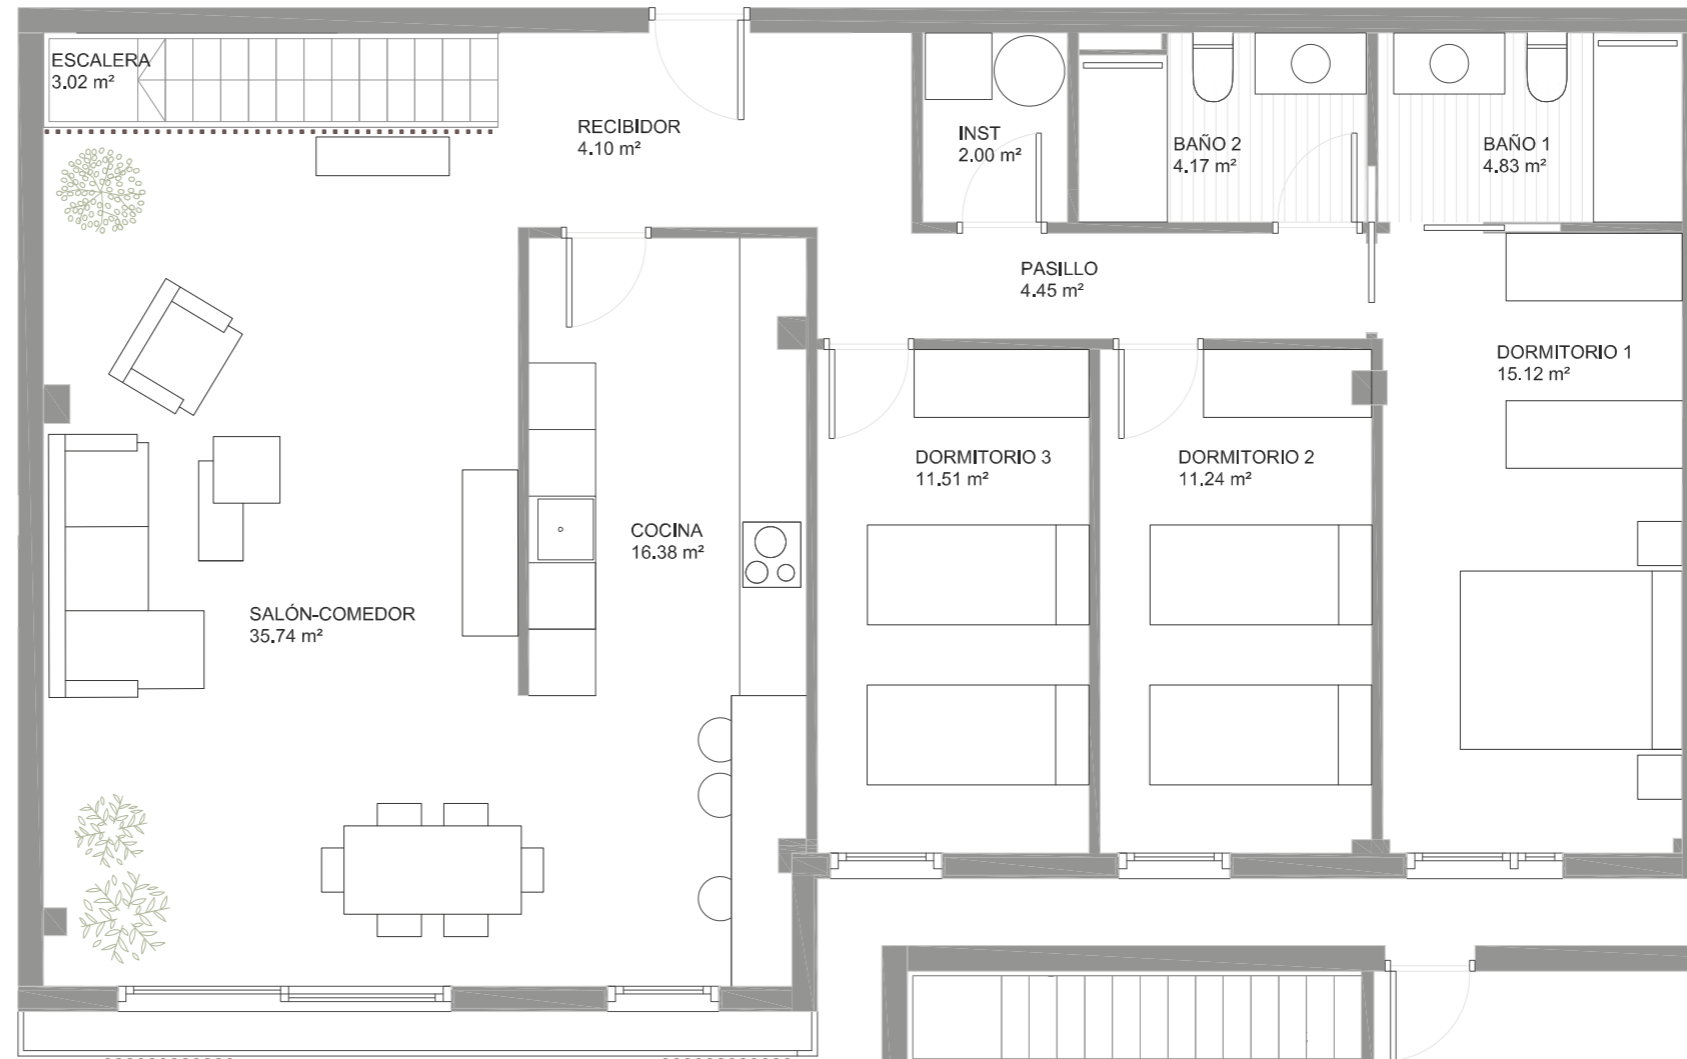 ESCALERA
3.02 m²
RECIBIDOR
4.10 m²
INST
2.00 m²
BAÑO 2
4.17 m²
BAÑO 1
4.83 m²
PASILLO
4.45 m²
DORMITORIO 1
15.12 m²
DORMITORIO 3
11.51 m²
DORMITORIO 2
11.24 m²
COCINA
16.38 m²
SALÓN-COMEDOR
35.74 m²